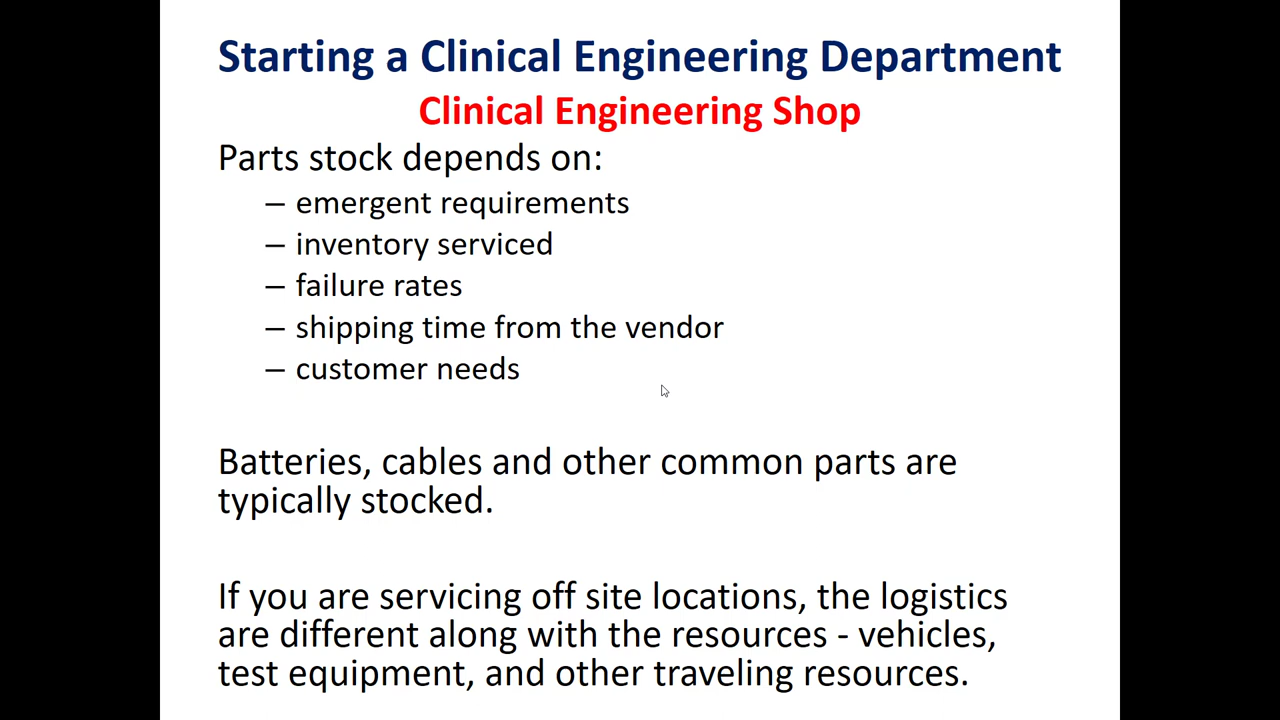 Starting a Clinical Engineering Department
Clinical Engineering Shop
Parts stock depends on:
– emergent requirements
– inventory serviced
– failure rates
– shipping time from the vendor
– customer needs
Batteries, cables and other common parts are
typically stocked.
If you are servicing off site locations, the logistics
are different along with the resources - vehicles,
test equipment, and other traveling resources.